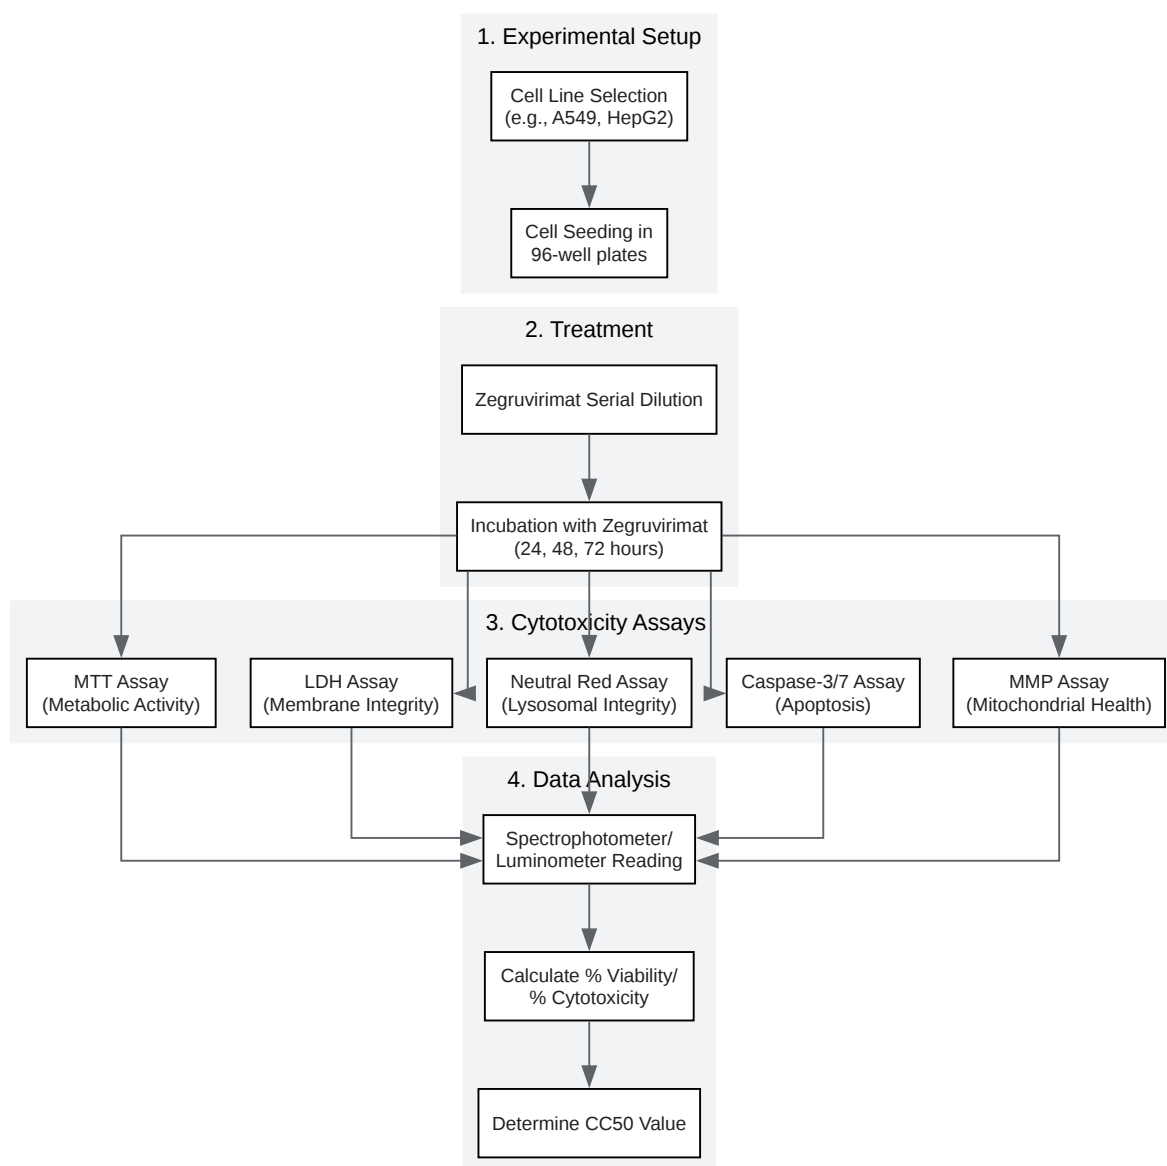 1. Experimental Setup
Cell Line Selection
(e.g., A549, HepG2)
Cell Seeding in
96-well plates
2. Treatment
Zegruvirimat Serial Dilution
Incubation with Zegruvirimat
(24, 48, 72 hours)
3. Cytotoxicity Assays
MTT Assay
(Metabolic Activity)
LDH Assay
(Membrane Integrity)
Neutral Red Assay
(Lysosomal Integrity)
Caspase-3/7 Assay
(Apoptosis)
MMP Assay
(Mitochondrial Health)
4. Data Analysis
Spectrophotometer/
Luminometer Reading
Calculate % Viability/
% Cytotoxicity
Determine CC50 Value